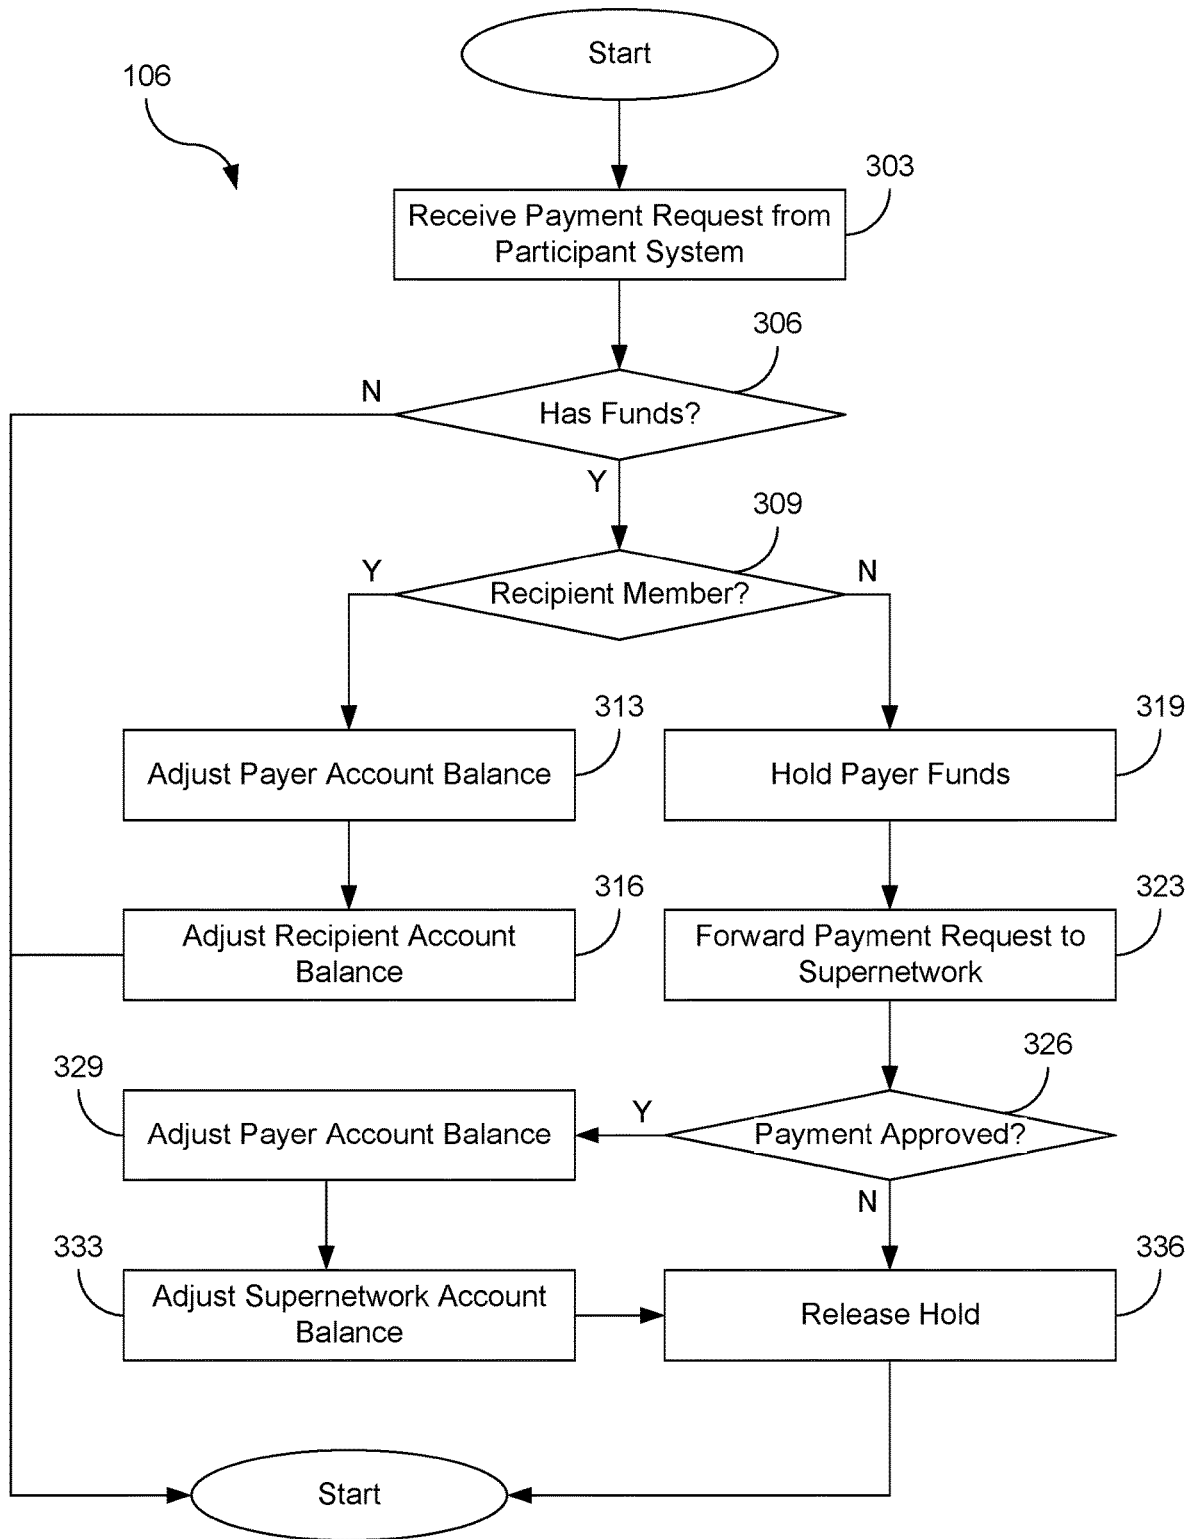 Start
106
303
Receive Payment Request from
Participant System
306
N
Has Funds?
Y
309
Y
N
Recipient Member?
313
319
Adjust Payer Account Balance
Hold Payer Funds
316
323
Adjust Recipient Account
Balance
Forward Payment Request to
Supernetwork
326
329
Y
Adjust Payer Account Balance
Payment Approved?
N
333
336
Adjust Supernetwork Account
Balance
Release Hold
Start